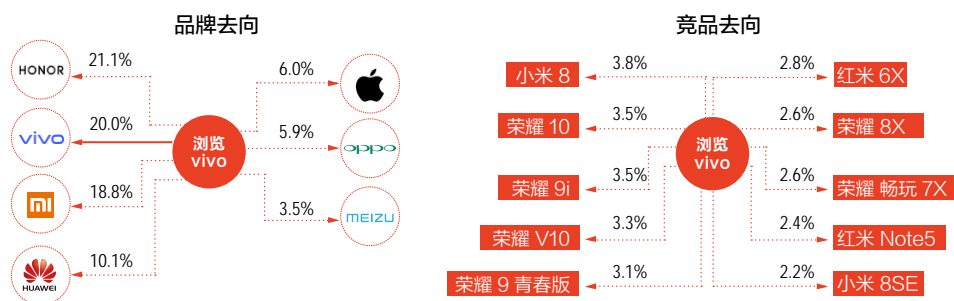 品牌去向
HONOR
21.1%
vivo
20.0%
mi
18.8%
HUAWEI
10.1%
浏览
vivo
6.0%
5.9%
oppo
3.5%
MEIZU
竞品去向
小米 8
3.8%
荣耀 10
3.5%
荣耀 9i
3.5%
荣耀 V10
3.3%
荣耀 9 青春版
3.1%
浏览
vivo
2.8%
红米 6X
2.6%
荣耀 8X
2.6%
荣耀 畅玩 7X
2.4%
红米 Note5
2.2%
小米 8SE